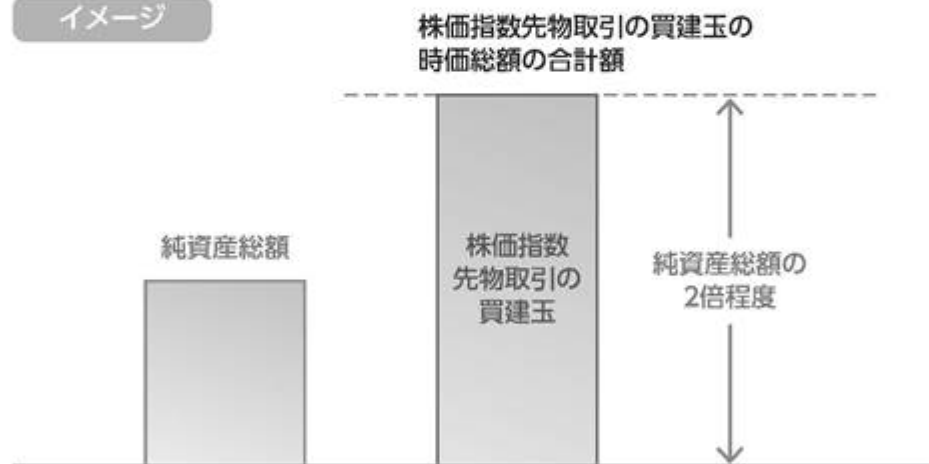 イメージ
株価指数先物取引の買建玉の
時価総額の合計額
純資産総額
株価指数
先物取引の
買建玉
純資産総額の
2倍程度